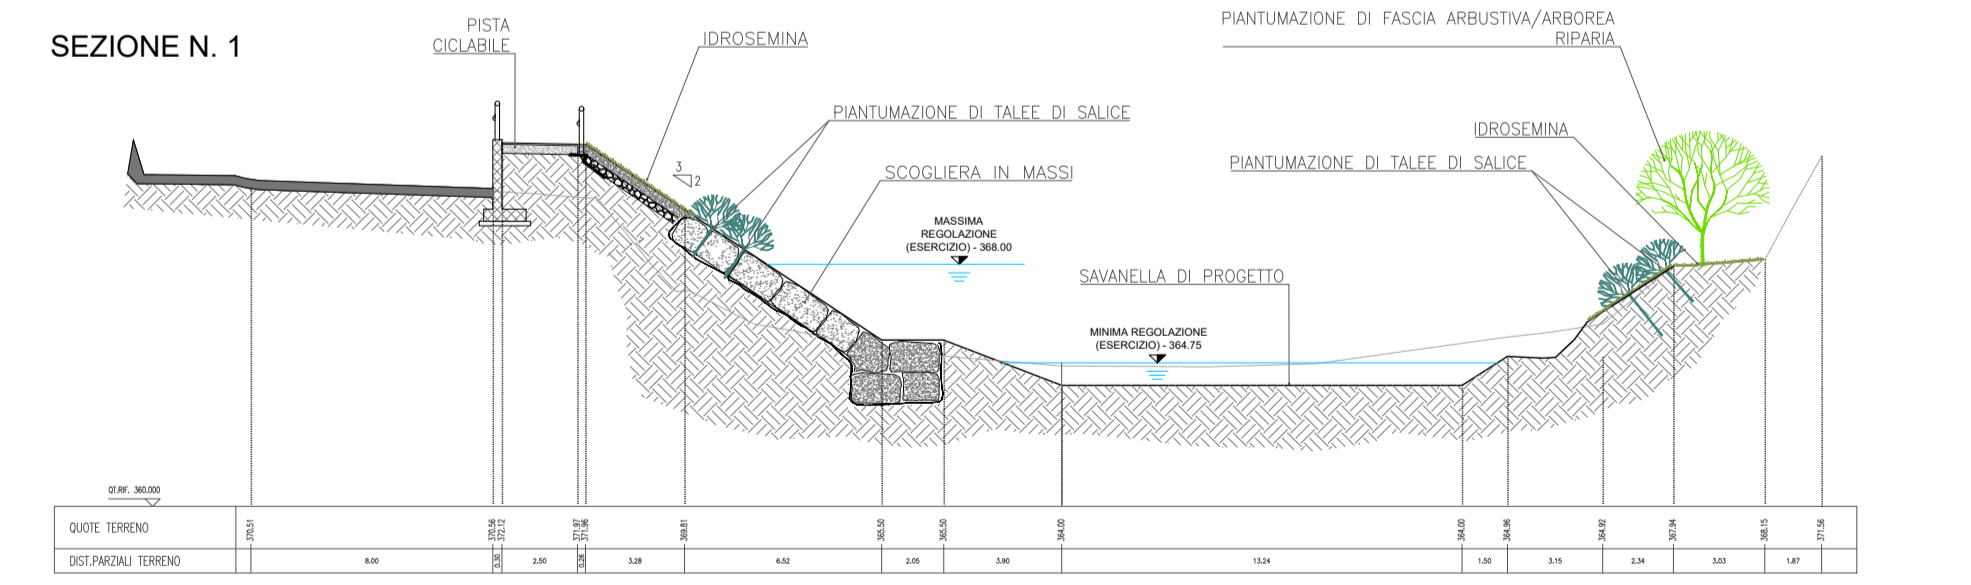 SEZIONE N. 1
PISTA
CICLABILE
IDROSEMINA
PIANTUMAZIONE DI TALEE DI SALICE
3
2
SCOGLIERA IN MASSI
MASSIMA
REGOLAZIONE
(ESERCIZIO) - 368.00
SAVANELLA DI PROGETTO
MINIMA REGOLAZIONE
(ESERCIZIO) - 364.75
PIANTUMAZIONE DI FASCIA ARBUSTIVA/ARBOREA
RIPARIA
IDROSEMINA
PIANTUMAZIONE DI TALEE DI SALICE
QT.RIF. 360.000
QUOTE TERRENO 370.51 370.56 372.12 371.97 371.96 369.81 365.50 365.50 364.00 364.00 364.96 364.92 367.94 368.15 371.56
DIST.PARZIALI TERRENO 8.00 0.30 2.50 0.26 3.28 6.52 2.05 3.90 13.24 1.50 3.15 2.34 3.03 1.87